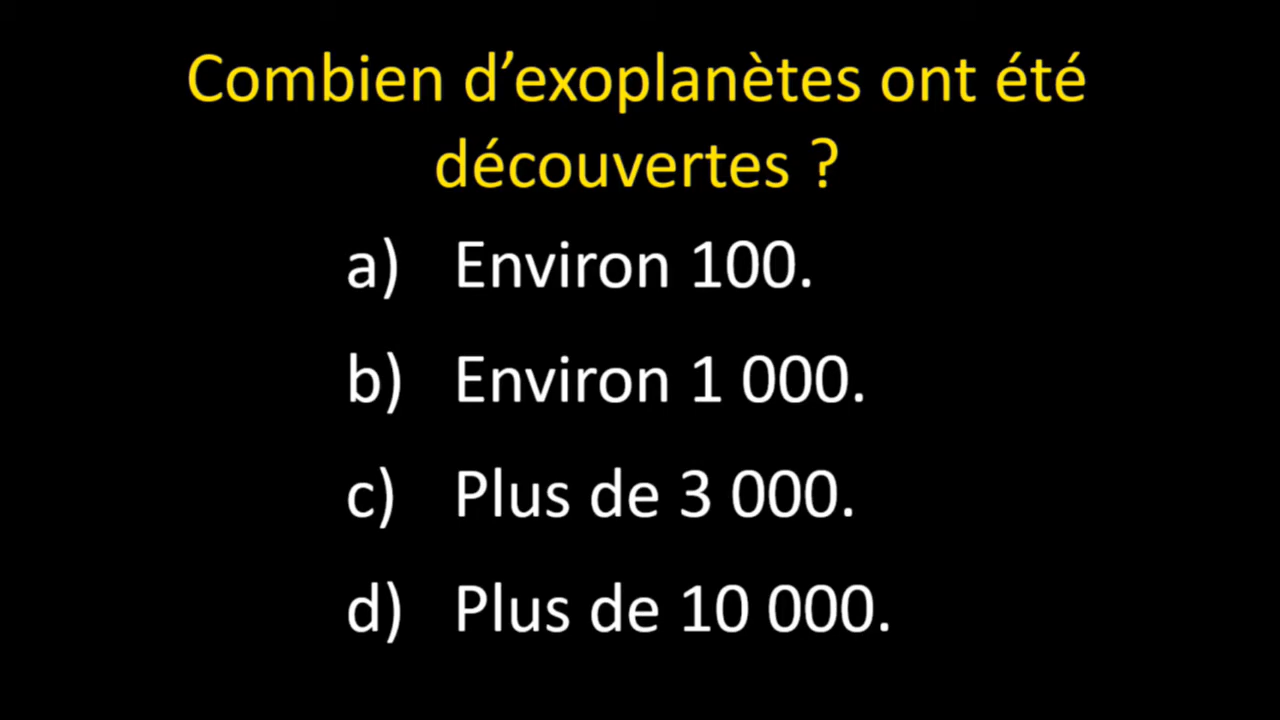 Combien d’exoplanètes ont été
découvertes ?
a) Environ 100.
b) Environ 1 000.
c) Plus de 3 000.
d) Plus de 10 000.